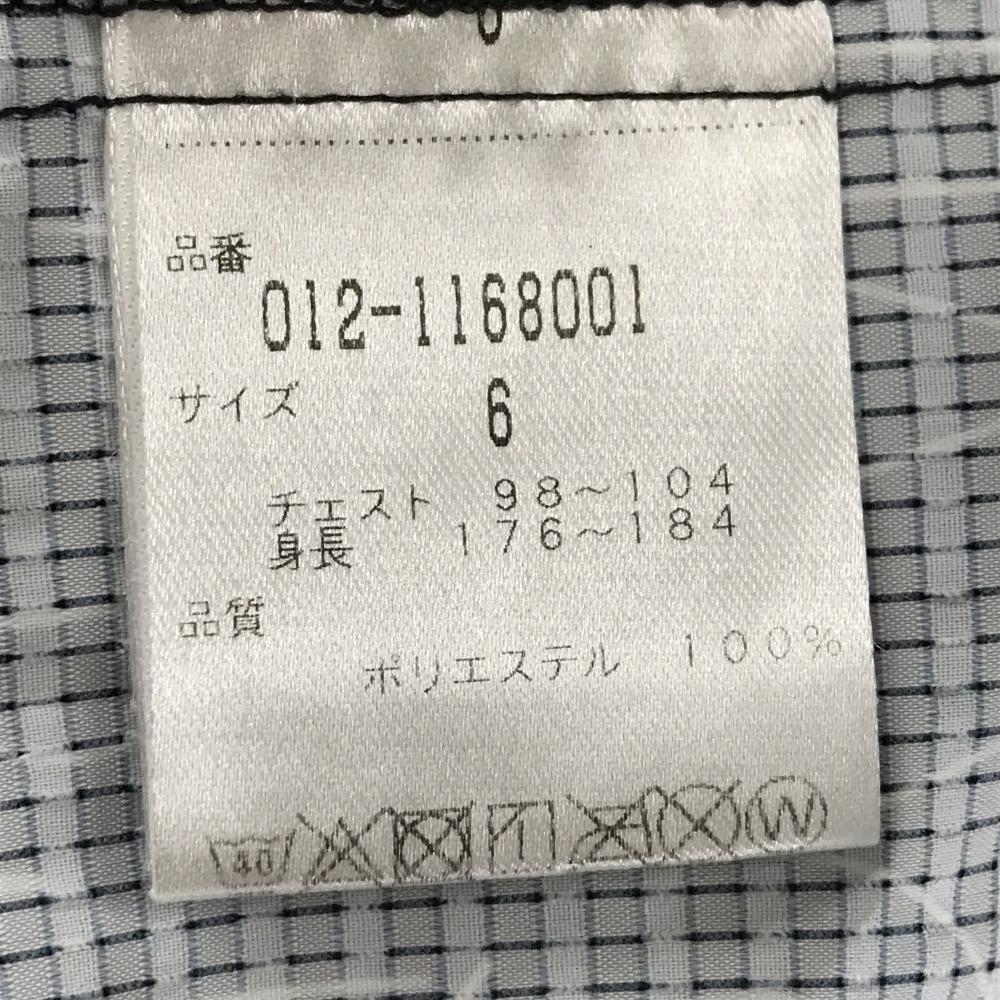 品番
012-1168001
サイズ 6
チェスト 98～104
身長 176～184
品質
ポリエステル 100%
40
W